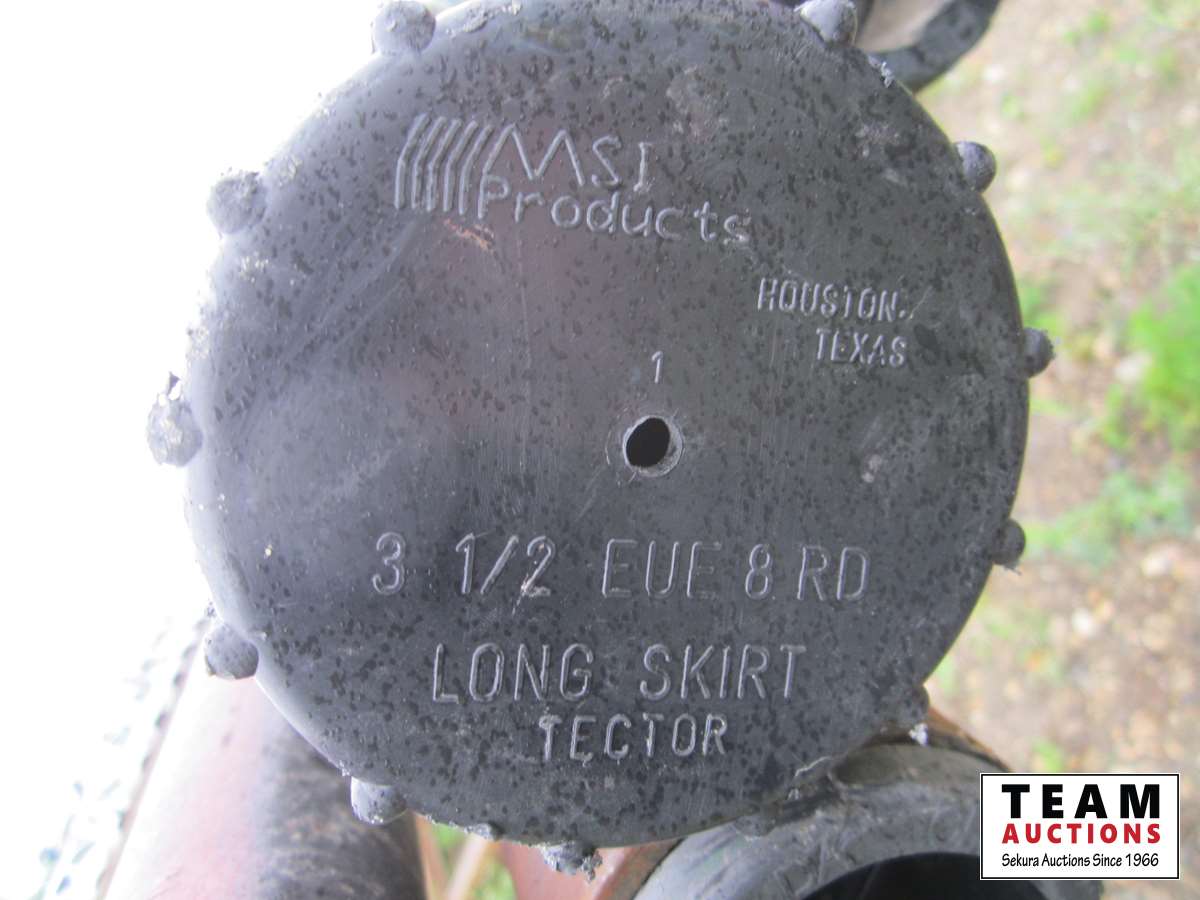 MSI
Products
HOUSTON,
TEXAS
1
3 1/2 EUE 8 RD
LONG SKIRT
TECTOR
TEAM
AUCTIONS
Sekura Auctions Since 1966